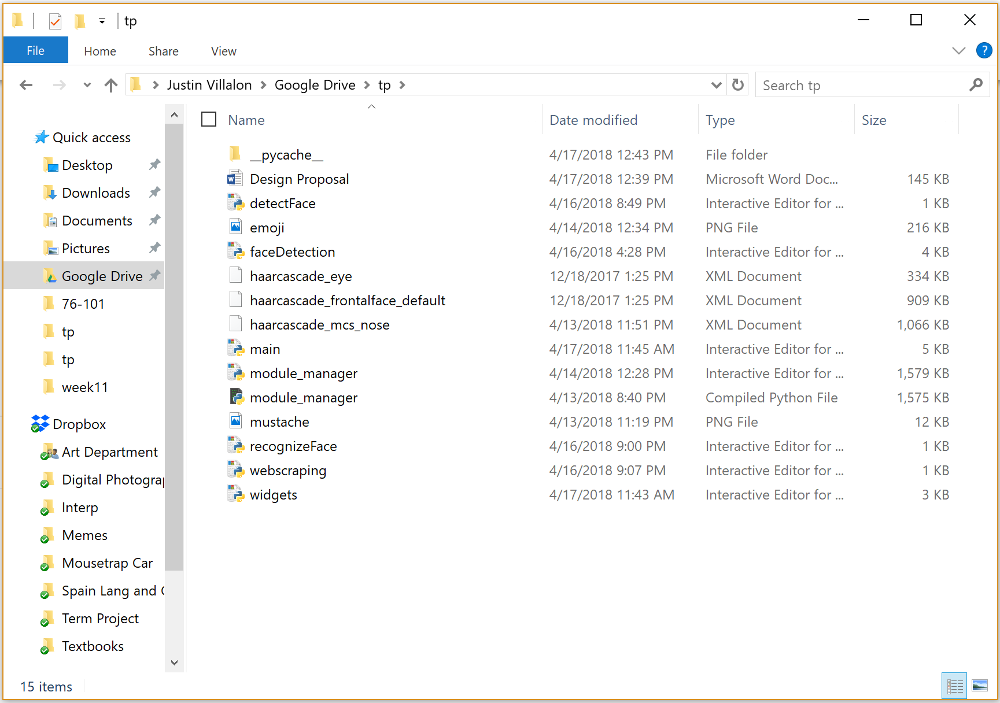 tp
File Home Share View ?
Justin Villalon Google Drive tp Search tp
Name Date modified Type Size
Quick access
Desktop
Downloads
Documents
Pictures
Google Drive
76-101
tp
tp
week11
Dropbox
Art Department
Digital Photogra
Interp
Memes
Mousetrap Car
Spain Lang and
Term Project
Textbooks
__pycache__ 4/17/2018 12:43 PM File folder
Design Proposal 4/17/2018 12:39 PM Microsoft Word Doc... 145 KB
detectFace 4/16/2018 8:49 PM Interactive Editor for ... 1 KB
emoji 4/14/2018 12:34 PM PNG File 216 KB
faceDetection 4/16/2018 4:28 PM Interactive Editor for ... 4 KB
haarcascade_eye 12/18/2017 1:25 PM XML Document 334 KB
haarcascade_frontalface_default 12/18/2017 1:25 PM XML Document 909 KB
haarcascade_mcs_nose 4/13/2018 11:51 PM XML Document 1,066 KB
main 4/17/2018 11:45 AM Interactive Editor for ... 5 KB
module_manager 4/14/2018 12:28 PM Interactive Editor for ... 1,579 KB
module_manager 4/13/2018 8:40 PM Compiled Python File 1,575 KB
mustache 4/13/2018 11:19 PM PNG File 12 KB
recognizeFace 4/16/2018 9:00 PM Interactive Editor for ... 1 KB
webscraping 4/16/2018 9:07 PM Interactive Editor for ... 1 KB
widgets 4/17/2018 11:43 AM Interactive Editor for ... 3 KB
15 items